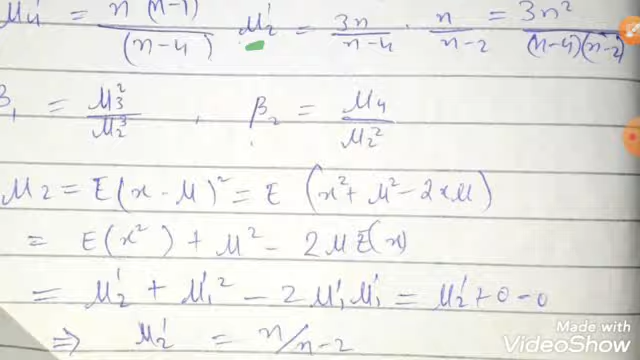 μ4' = n (n-1) / (n-4) μ2' = 3n / n-4 · n / n-2 = 3n² / (n-4)(n-2)
β1 = μ3² / μ2³ , β2 = μ4 / μ2²
μ2 = E(x - μ)² = E (x² + μ² - 2xμ)
= E(x²) + μ² - 2μ E(x)
= μ2' + μ1'² - 2μ1'μ1' = μ2' + 0 - 0
⇒ μ2' = n/n-2
Made with
VideoShow